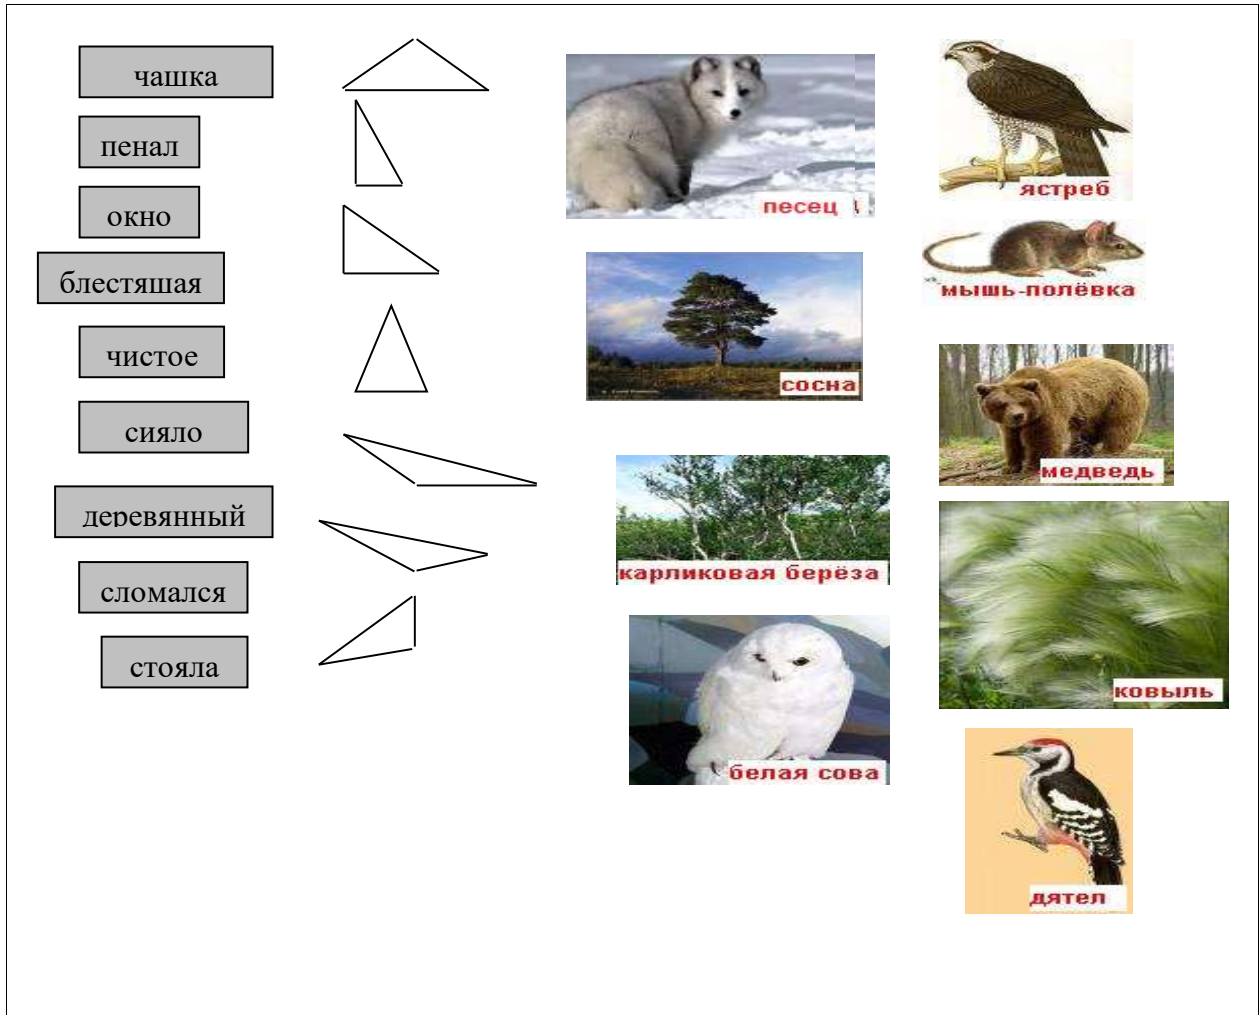 чашка
пенал
окно
блестяшая
чистое
сияло
деревянный
сломался
стояла
песец
сосна
карликовая берёза
белая сова
ястреб
мышь-полёвка
медведь
ковыль
дятел